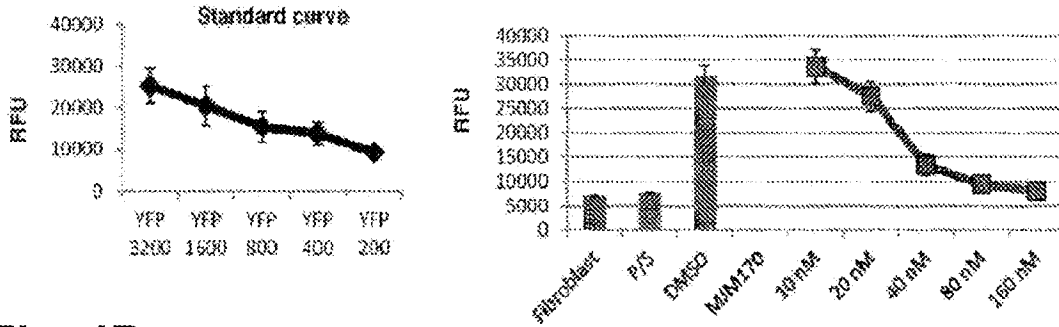 Standard curve
RFU
40000
30000
20000
10000
0
YFP 3200
YFP 1600
YFP 800
YFP 400
YFP 200
RFU
40000
35000
30000
25000
20000
15000
10000
5000
0
Fibroblast
P/S
DMSO
MJM170
10 nM
20 nM
40 nM
80 nM
160 nM